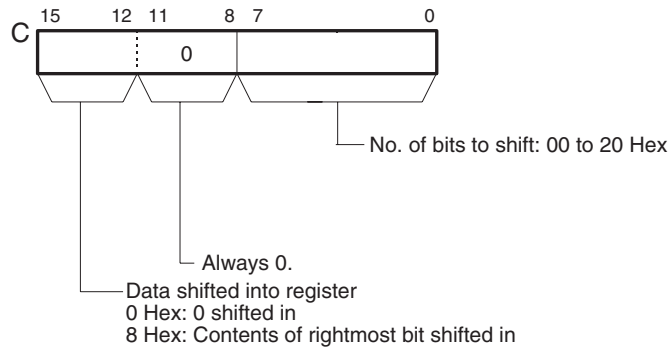 15 12 11 8 7 0
C
0
No. of bits to shift: 00 to 20 Hex
Always 0.
Data shifted into register
0 Hex: 0 shifted in
8 Hex: Contents of rightmost bit shifted in